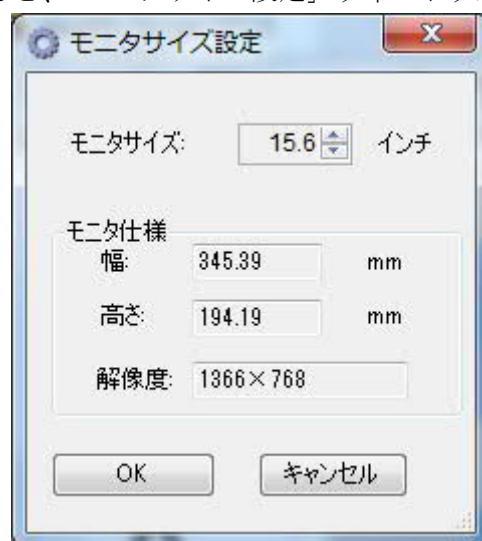 モニタサイズ設定
モニタサイズ: 15.6 インチ
モニタ仕様
幅: 345.39 mm
高さ: 194.19 mm
解像度: 1366×768
OK キャンセル